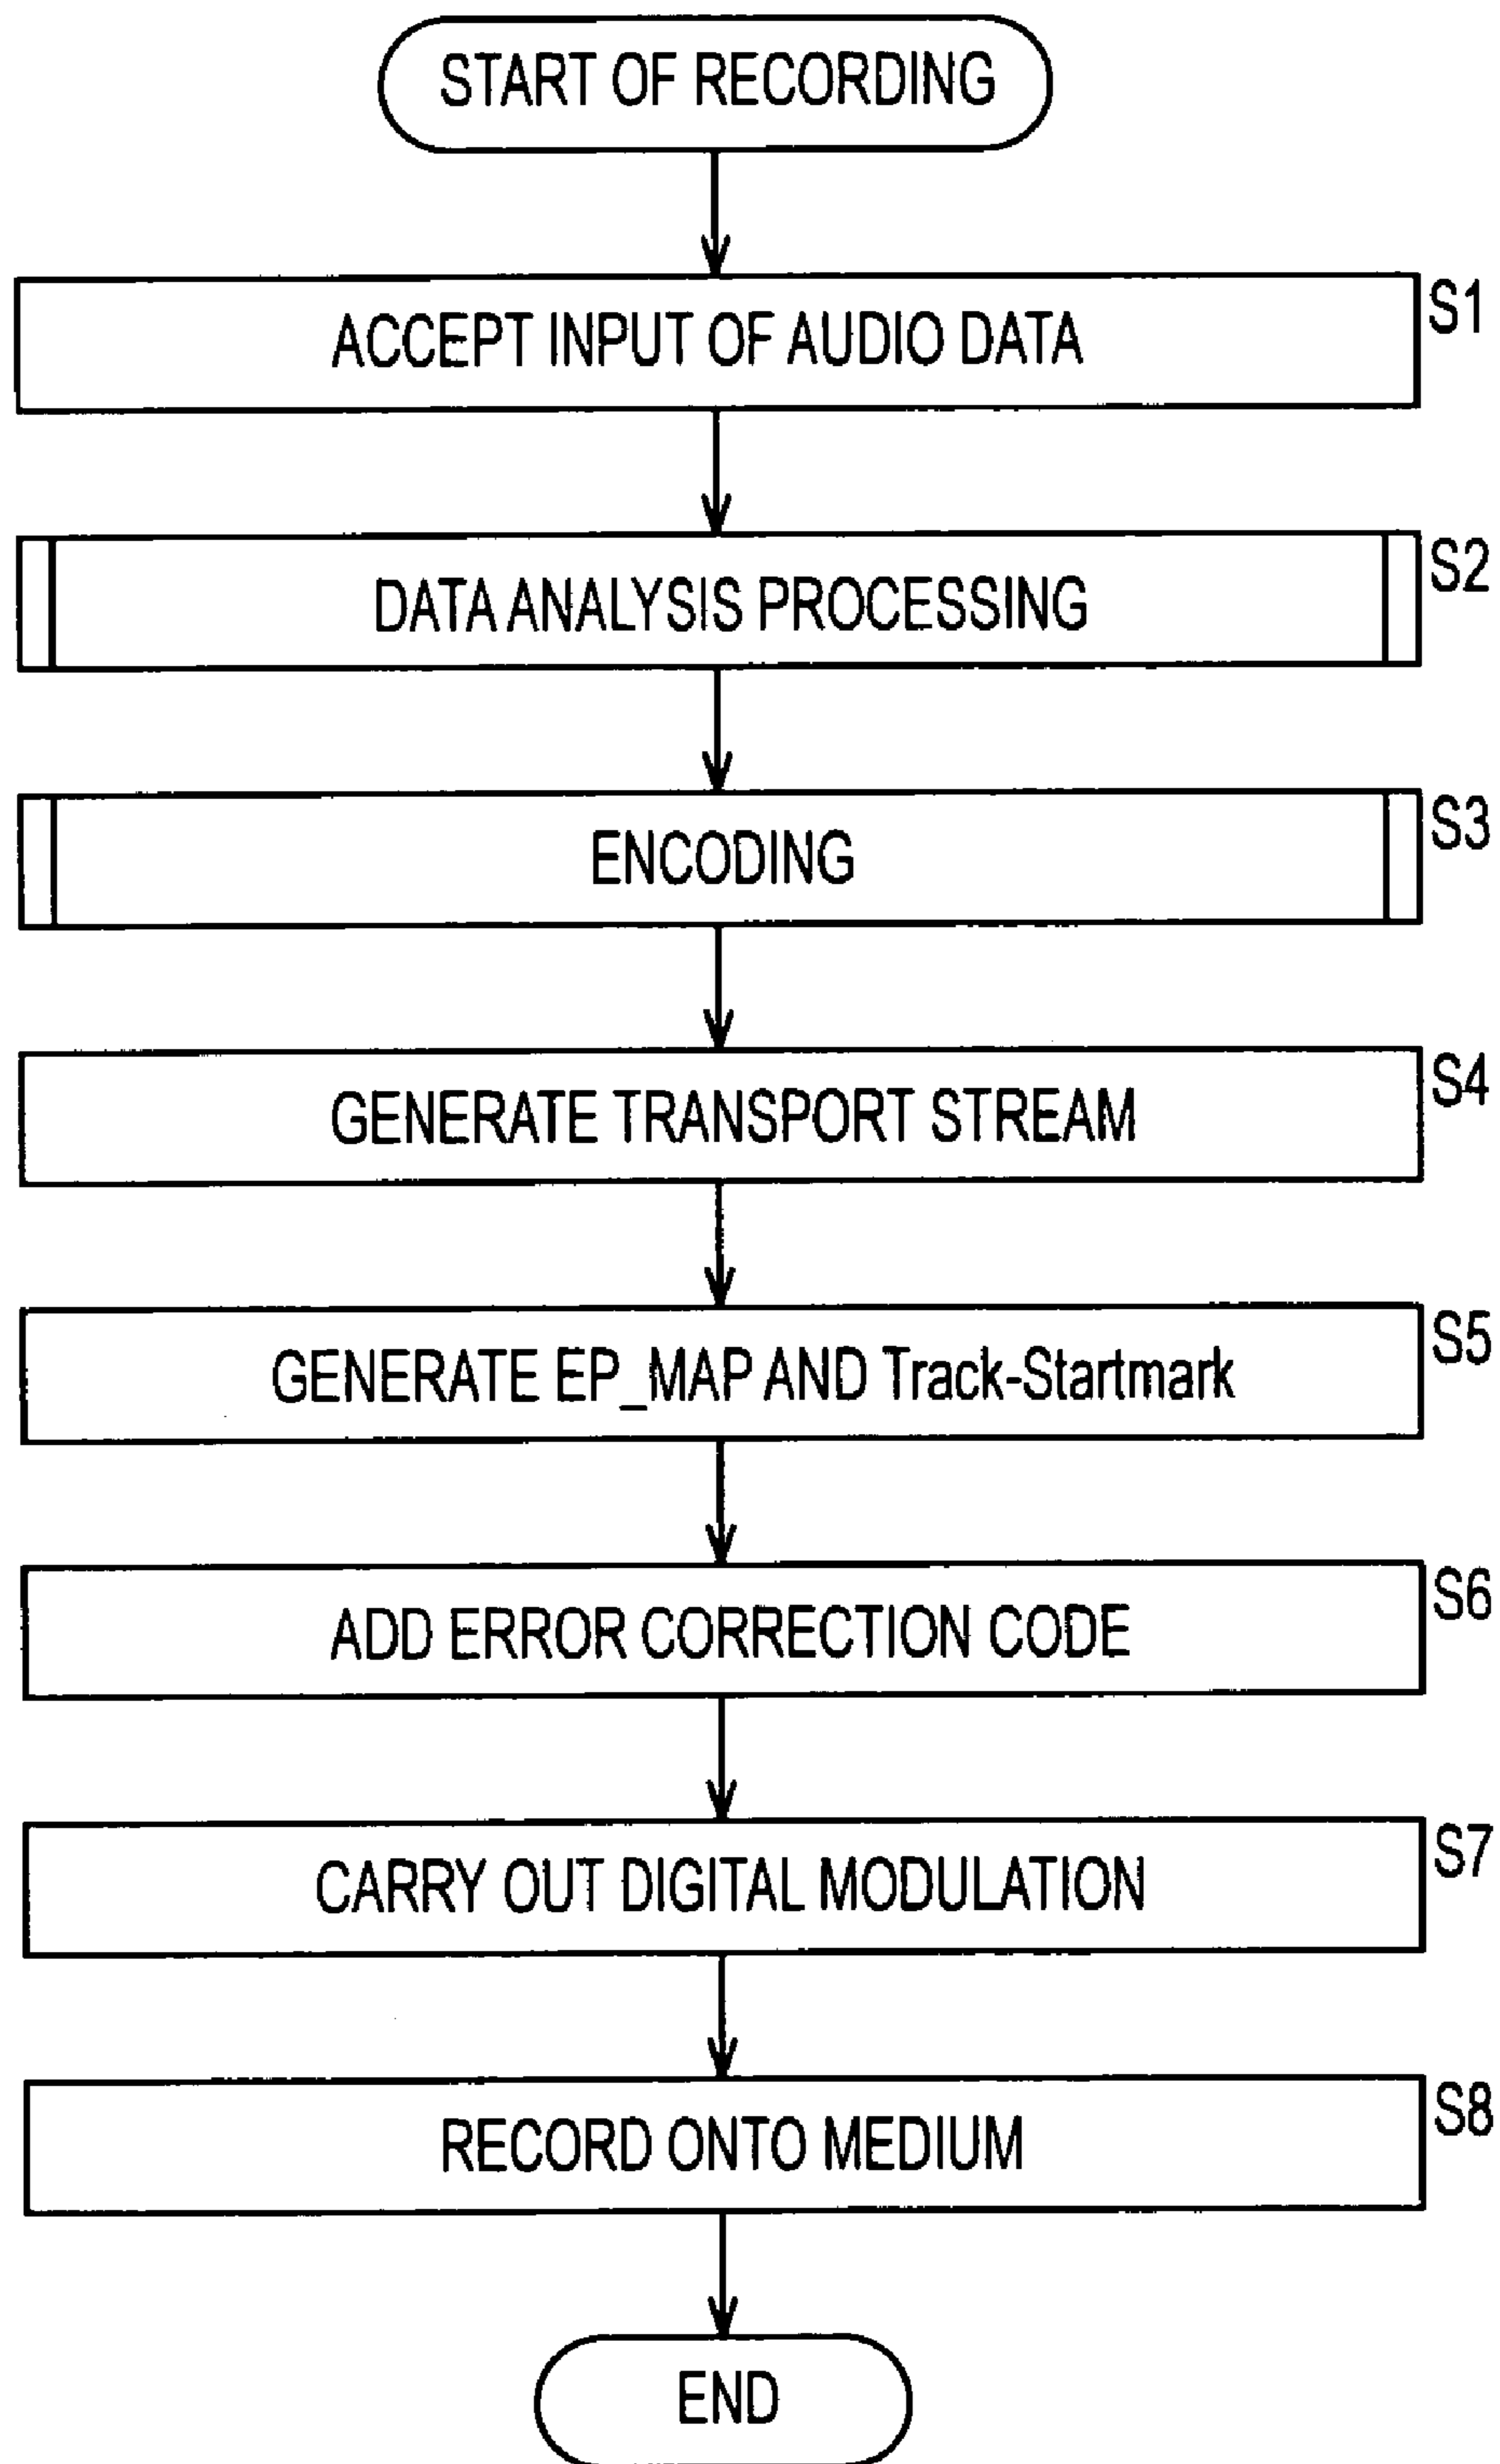 START OF RECORDING
ACCEPT INPUT OF AUDIO DATA
S1
DATA ANALYSIS PROCESSING
S2
ENCODING
S3
GENERATE TRANSPORT STREAM
S4
GENERATE EP_MAP AND Track-Startmark
S5
ADD ERROR CORRECTION CODE
S6
CARRY OUT DIGITAL MODULATION
S7
RECORD ONTO MEDIUM
S8
END